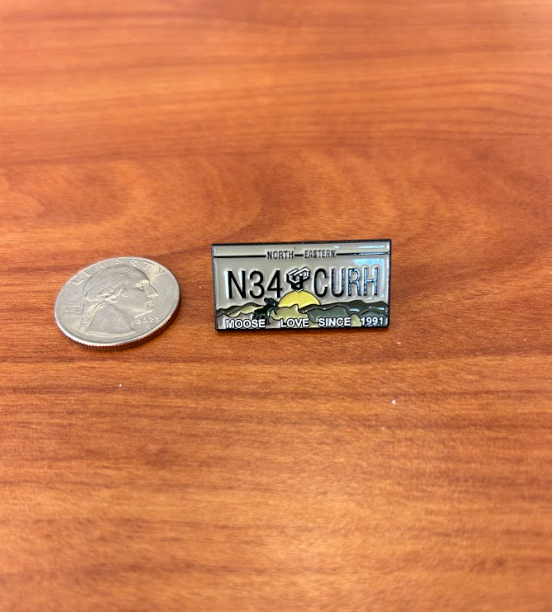 LIBERTY
NORTH—EASTERN
N34 CURH
MOOSE LOVE SINCE 1991